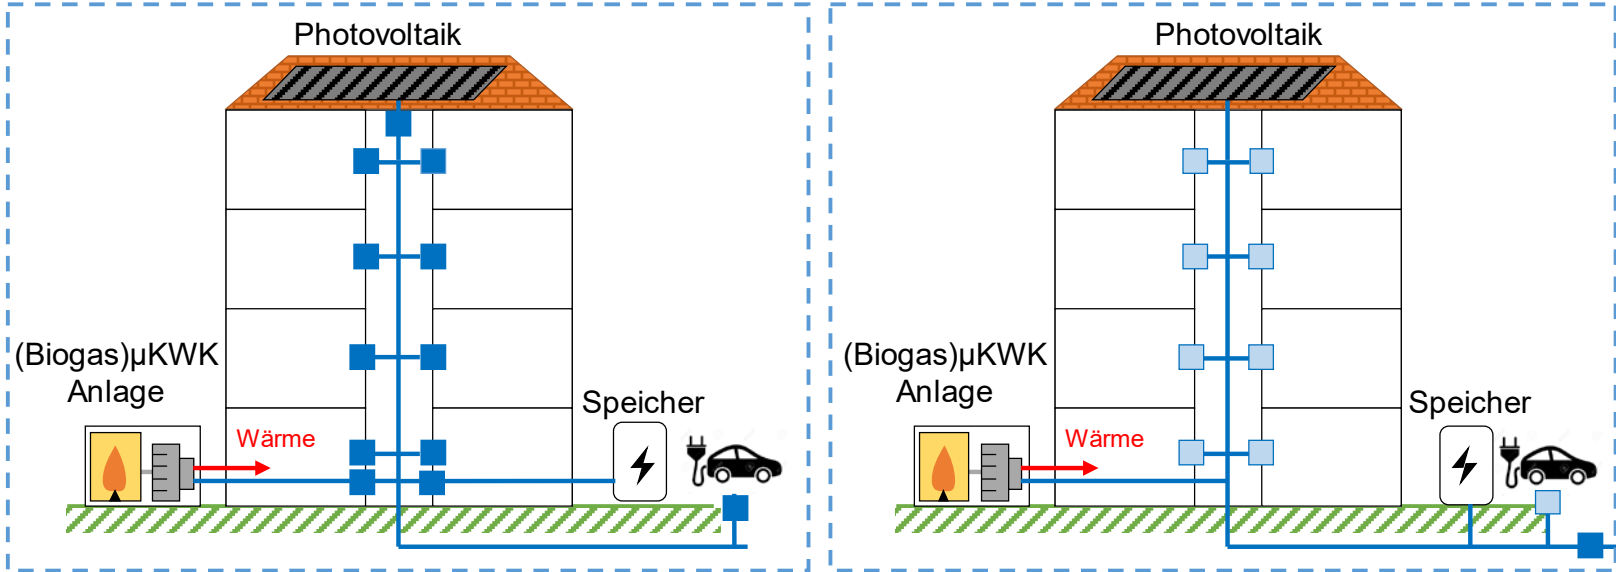 Photovoltaik
(Biogas)µKWK
Anlage
Wärme
Speicher
Photovoltaik
(Biogas)µKWK
Anlage
Wärme
Speicher